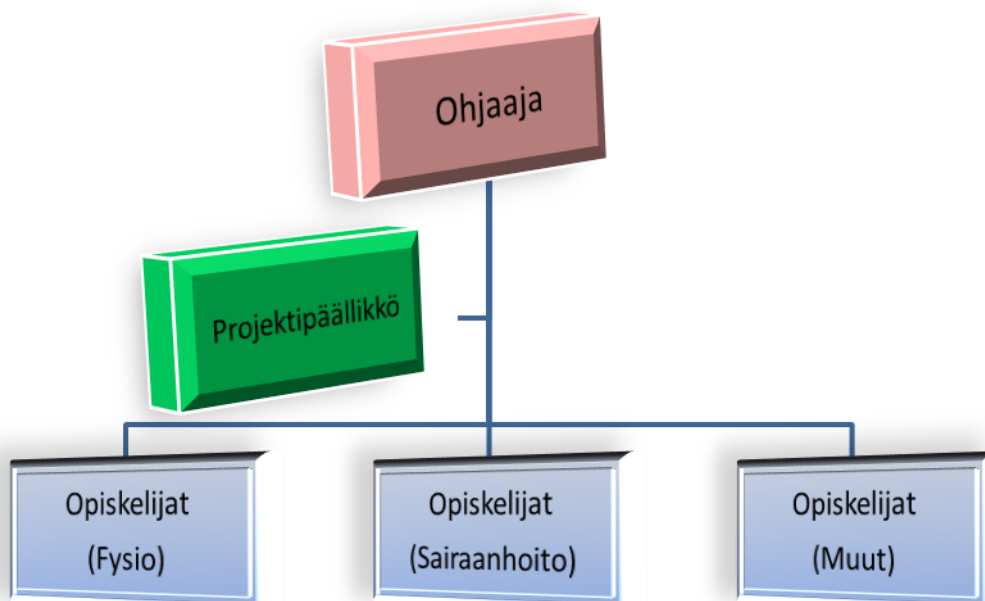 Ohjaaja
Projektipäällikkö
Opiskelijat
(Fysio)
Opiskelijat
(Sairaanhoito)
Opiskelijat
(Muut)